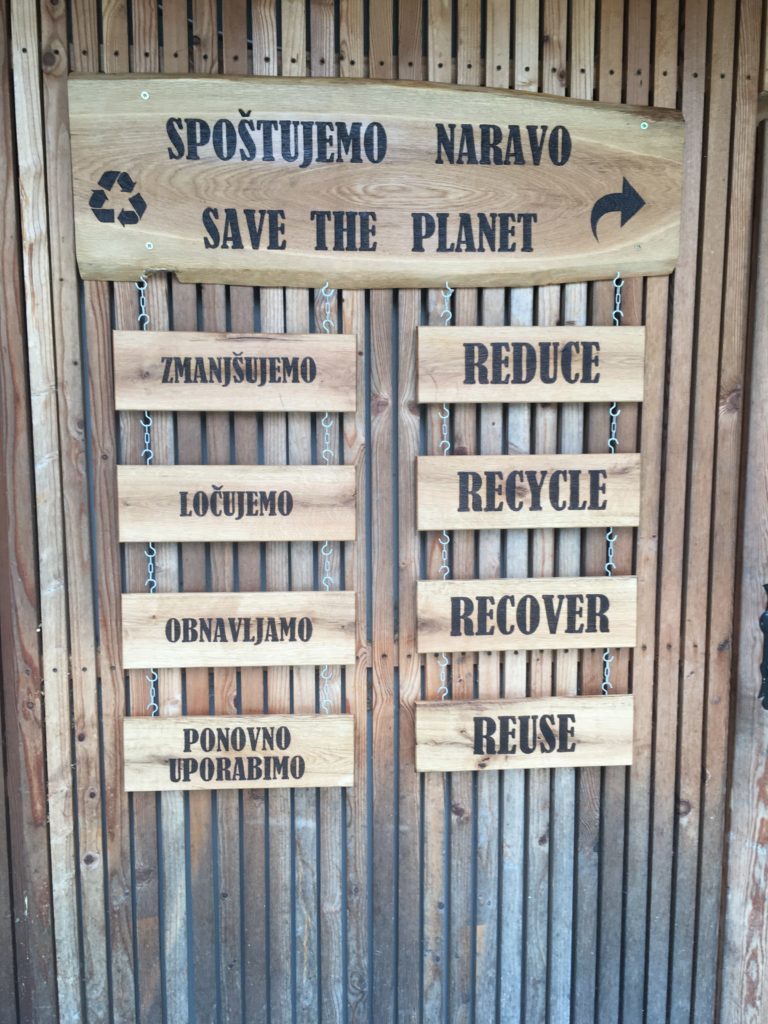 SPOŠTUJEMO NARAVO
SAVE THE PLANET
ZMANJŠUJEMO
LOČUJEMO
OBNAVLJAMO
PONOVNO
UPORABIMO
REDUCE
RECYCLE
RECOVER
REUSE